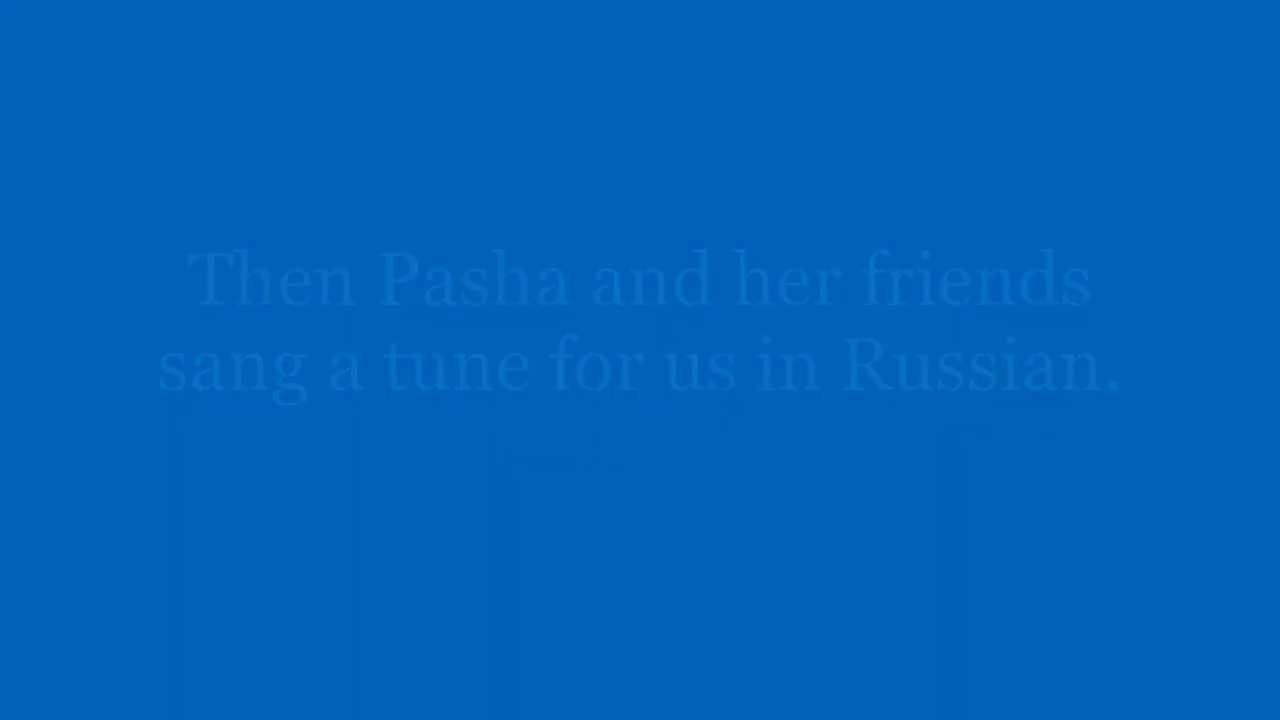 Then Pasha and her friends
sang a tune for us in Russian.